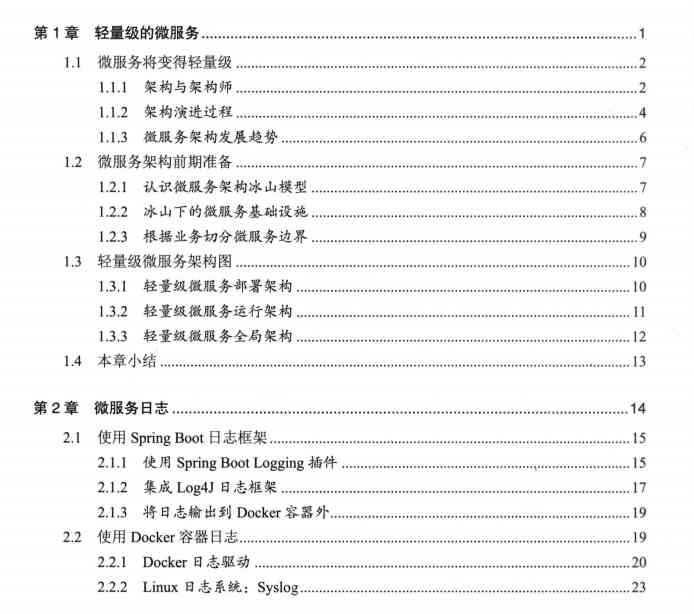 第1章 轻量级的微服务 1
1.1 微服务将变得轻量级 2
1.1.1 架构与架构师 2
1.1.2 架构演进过程 4
1.1.3 微服务架构发展趋势 6
1.2 微服务架构前期准备 7
1.2.1 认识微服务架构冰山模型 7
1.2.2 冰山下的微服务基础设施 8
1.2.3 根据业务切分微服务边界 9
1.3 轻量级微服务架构图 10
1.3.1 轻量级微服务部署架构 10
1.3.2 轻量级微服务运行架构 11
1.3.3 轻量级微服务全局架构 12
1.4 本章小结 13
第2章 微服务日志 14
2.1 使用 Spring Boot 日志框架 15
2.1.1 使用 Spring Boot Logging 插件 15
2.1.2 集成 Log4J 日志框架 17
2.1.3 将日志输出到 Docker 容器外 19
2.2 使用 Docker 容器日志 19
2.2.1 Docker 日志驱动 20
2.2.2 Linux 日志系统：Syslog 23